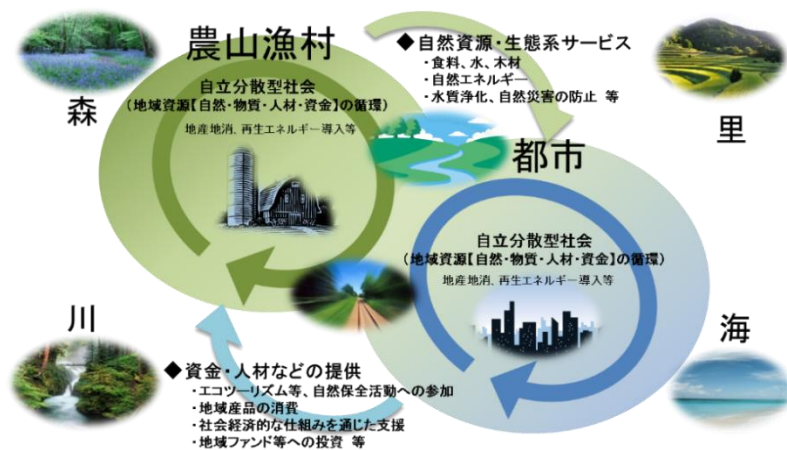 農山漁村
自立分散型社会
(地域資源【自然・物質・人材・資金】の循環)
地産地消、再生エネルギー導入等
森
◆自然資源・生態系サービス
・食料、水、木材
・自然エネルギー
・水質浄化、自然災害の防止 等
里
都市
自立分散型社会
(地域資源【自然・物質・人材・資金】の循環)
地産地消、再生エネルギー導入等
川
海
◆資金・人材などの提供
・エコツーリズム等、自然保全活動への参加
・地域産品の消費
・社会経済的な仕組みを通じた支援
・地域ファンド等への投資 等